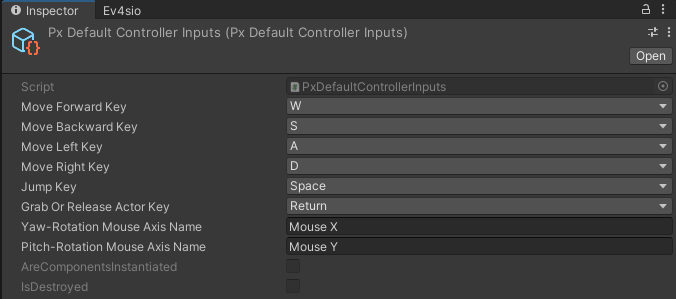 Inspector Ev4sio
Px Default Controller Inputs (Px Default Controller Inputs)
Open
Script PxDefaultControllerInputs
Move Forward Key W
Move Backward Key S
Move Left Key A
Move Right Key D
Jump Key Space
Grab Or Release Actor Key Return
Yaw-Rotation Mouse Axis Name Mouse X
Pitch-Rotation Mouse Axis Name Mouse Y
AreComponentsInstantiated
IsDestroyed